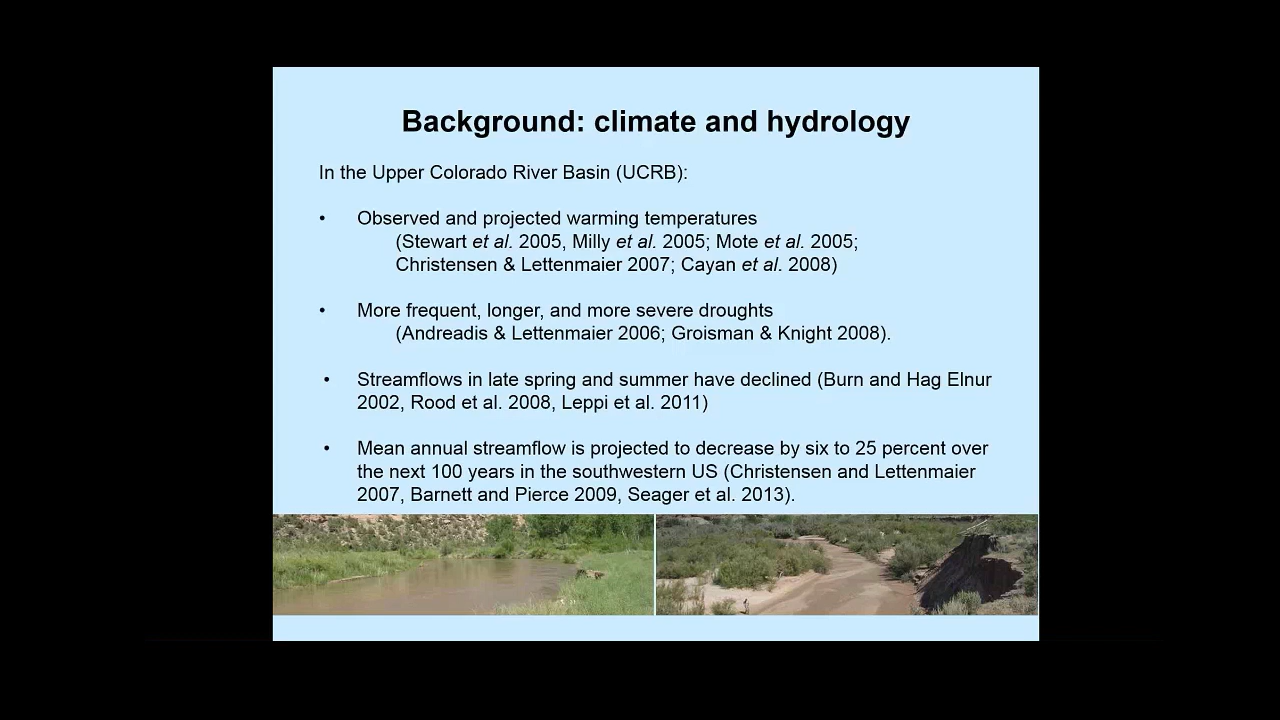 Background: climate and hydrology
In the Upper Colorado River Basin (UCRB):
• Observed and projected warming temperatures
(Stewart et al. 2005, Milly et al. 2005; Mote et al. 2005;
Christensen & Lettenmaier 2007; Cayan et al. 2008)
• More frequent, longer, and more severe droughts
(Andreadis & Lettenmaier 2006; Groisman & Knight 2008).
• Streamflows in late spring and summer have declined (Burn and Hag Elnur
2002, Rood et al. 2008, Leppi et al. 2011)
• Mean annual streamflow is projected to decrease by six to 25 percent over
the next 100 years in the southwestern US (Christensen and Lettenmaier
2007, Barnett and Pierce 2009, Seager et al. 2013).